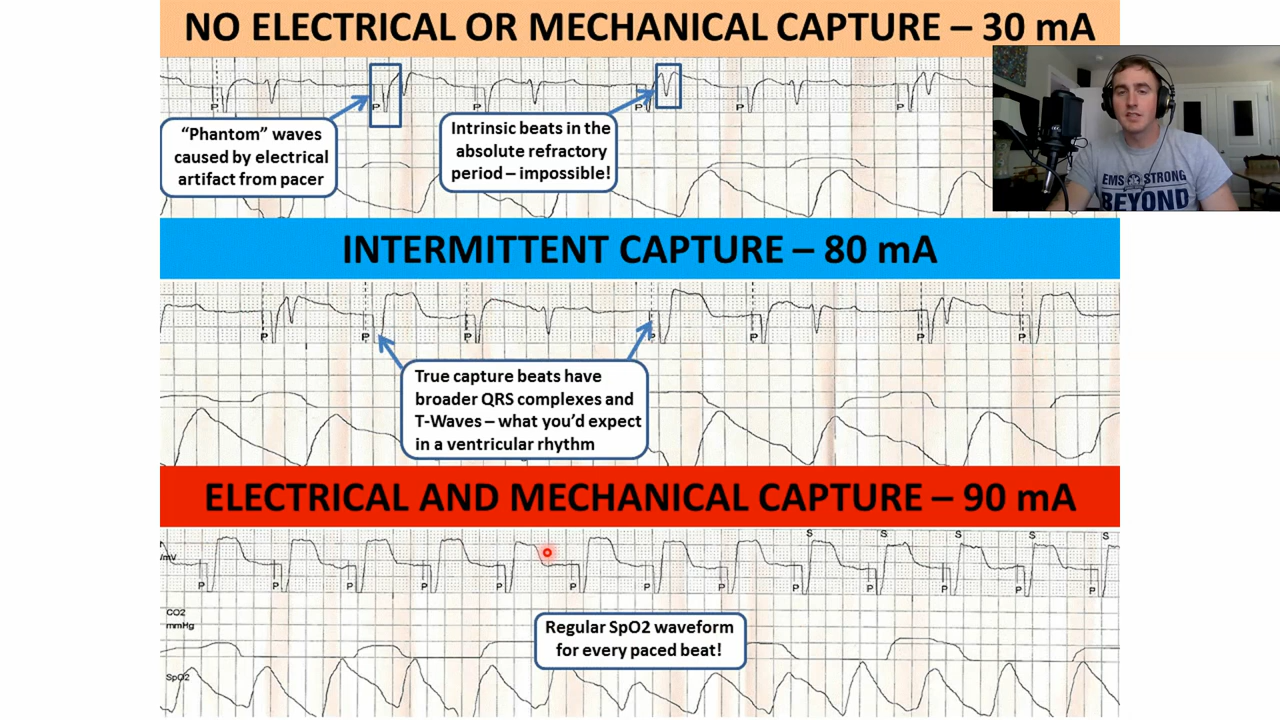 NO ELECTRICAL OR MECHANICAL CAPTURE – 30 mA
P
P
P
P
P
P
“Phantom” waves
caused by electrical
artifact from pacer
Intrinsic beats in the
absolute refractory
period – impossible!
EMS STRONG
BEYOND
INTERMITTENT CAPTURE – 80 mA
P
P
P
P
P
P
P
True capture beats have
broader QRS complexes and
T-Waves – what you’d expect
in a ventricular rhythm
ELECTRICAL AND MECHANICAL CAPTURE – 90 mA
S
S
S
S
S
/mV
P
P
P
P
P
P
P
P
P
P
P
P
P
CO2
mmHg
Regular SpO2 waveform
for every paced beat!
SpO2